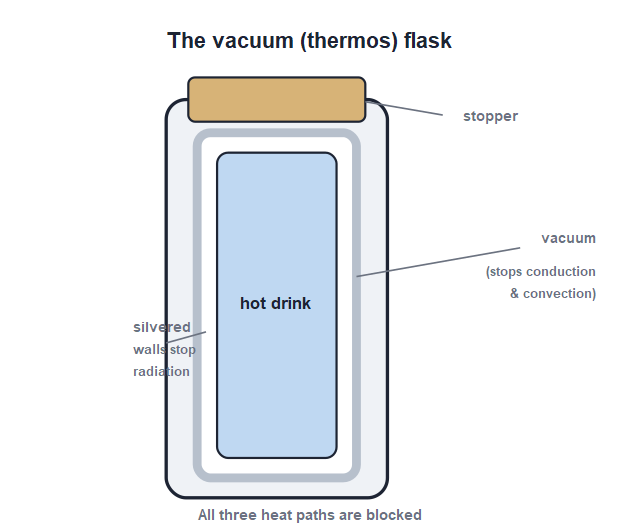 The vacuum (thermos) flask
stopper
vacuum
(stops conduction
& convection)
hot drink
silvered
walls stop
radiation
All three heat paths are blocked